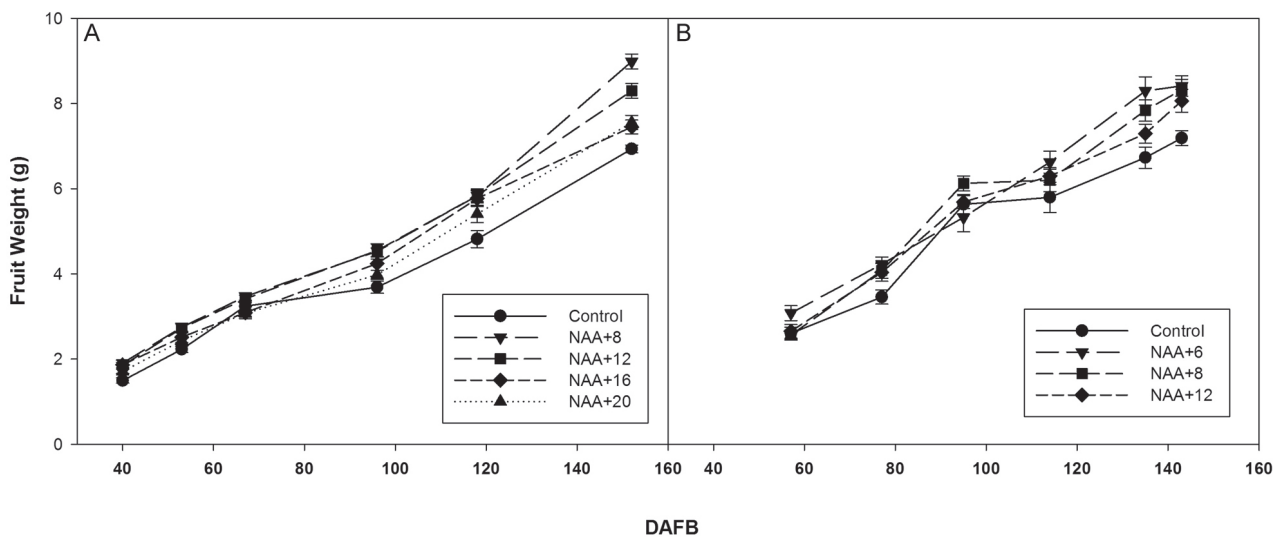 A
B
Fruit Weight (g)
10
8
6
4
2
0
Control
NAA+8
NAA+12
NAA+16
NAA+20
Control
NAA+6
NAA+8
NAA+12
40 60 80 100 120 140 160 40 60 80 100 120 140 160
DAFB